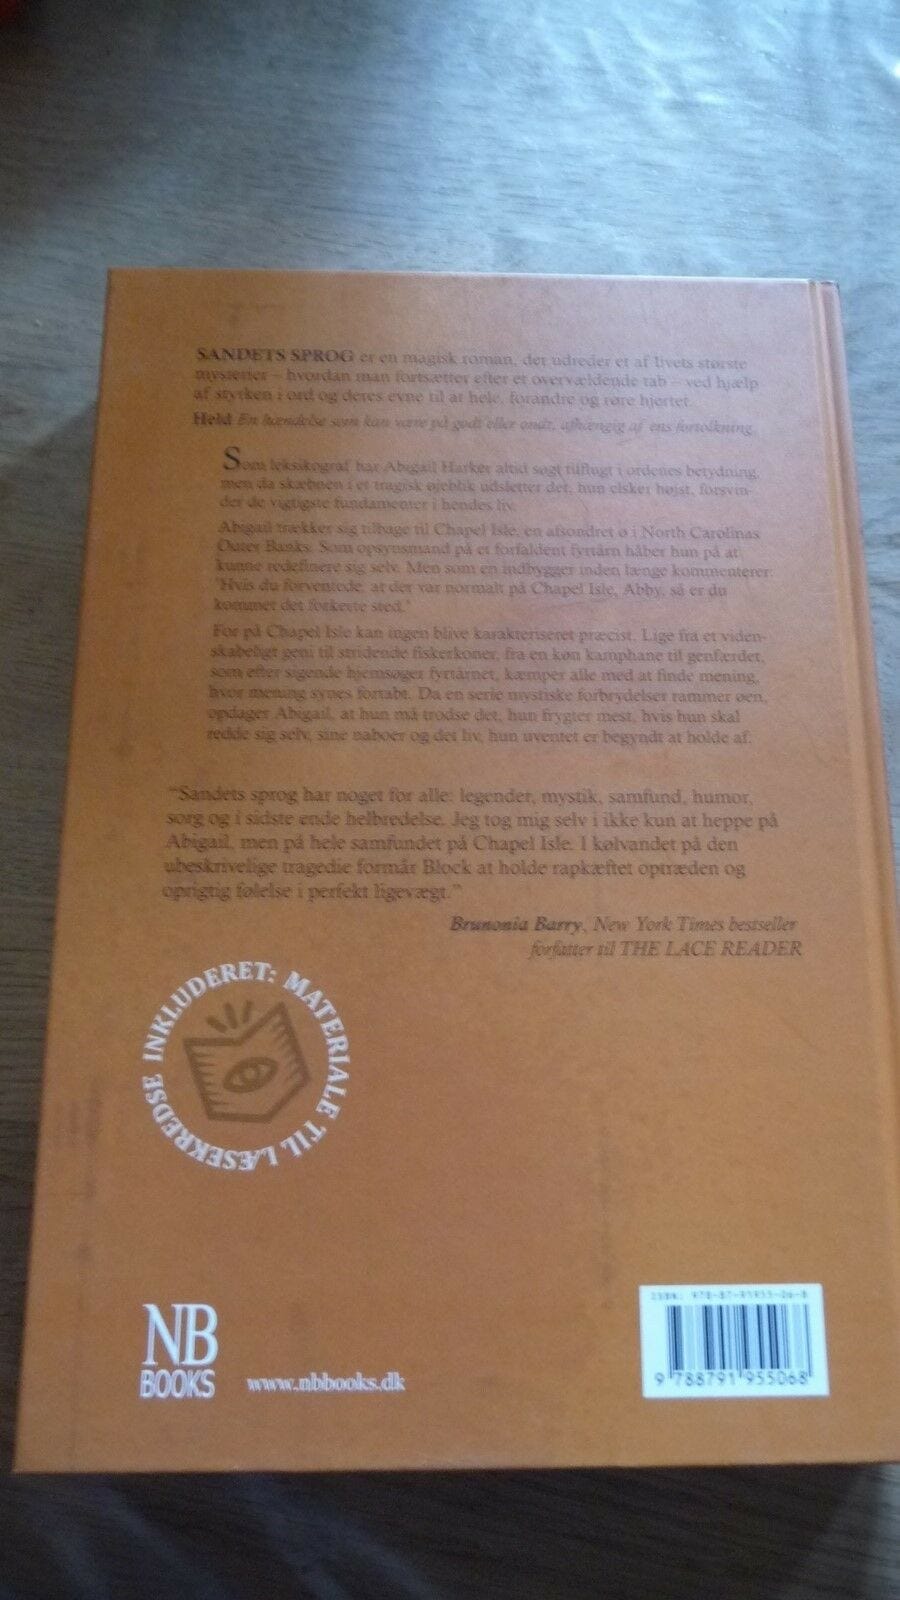 SANDETS SPROG er en magisk roman, der udreder et af livets største
mysterier – hvordan man fortsætter efter et overvældende tab – ved hjælp
af styrken i ord og deres evne til at hele, forandre og røre hjertet.
Held En hændelse som kan være på godt eller ondt, afhængig af ens fortolkning.
Som leksikograf har Abigail Harker altid søgt tilflugt i ordenes betydning,
men da skæbnen i et tragisk øjeblik udsletter det, hun elsker højst, forsvin-
der de vigtigste fundamenter i hendes liv.
Abigail trækker sig tilbage til Chapel Isle, en afsondret ø i North Carolinas
Outer Banks. Som opsynsmand på et forfaldent fyrtårn håber hun på at
kunne redefinere sig selv. Men som en indbygger inden længe kommenterer:
"Hvis du forventede, at der var normalt på Chapel Isle, Abby, så er du
kommet det forkerte sted."
For på Chapel Isle kan ingen blive karakteriseret præcist. Lige fra et viden-
skabeligt geni til stridende fiskerkoner, fra en køn kamphane til genfærdet,
som efter sigende hjemsøger fyrtårnet, kæmper alle med at finde mening,
hvor mening synes fortabt. Da en serie mystiske forbrydelser rammer øen,
opdager Abigail, at hun må trodse det, hun frygter mest, hvis hun skal
redde sig selv, sine naboer og det liv, hun uventet er begyndt at holde af.
"Sandets sprog har noget for alle: legender, mystik, samfund, humor,
sorg og i sidste ende helbredelse. Jeg tog mig selv i ikke kun at heppe på
Abigail, men på hele samfundet på Chapel Isle. I kølvandet på den
ubeskrivelige tragedie formår Block at holde rapkæftet optræden og
oprigtig følelse i perfekt ligevægt."
Brunonia Barry, New York Times bestseller
forfatter til THE LACE READER
INKLUDERET: MATERIALE TIL LÆSEKREDSE
NB
BOOKS
www.nbbooks.dk
ISBN: 978-87-91955-06-8
9 788791 955068